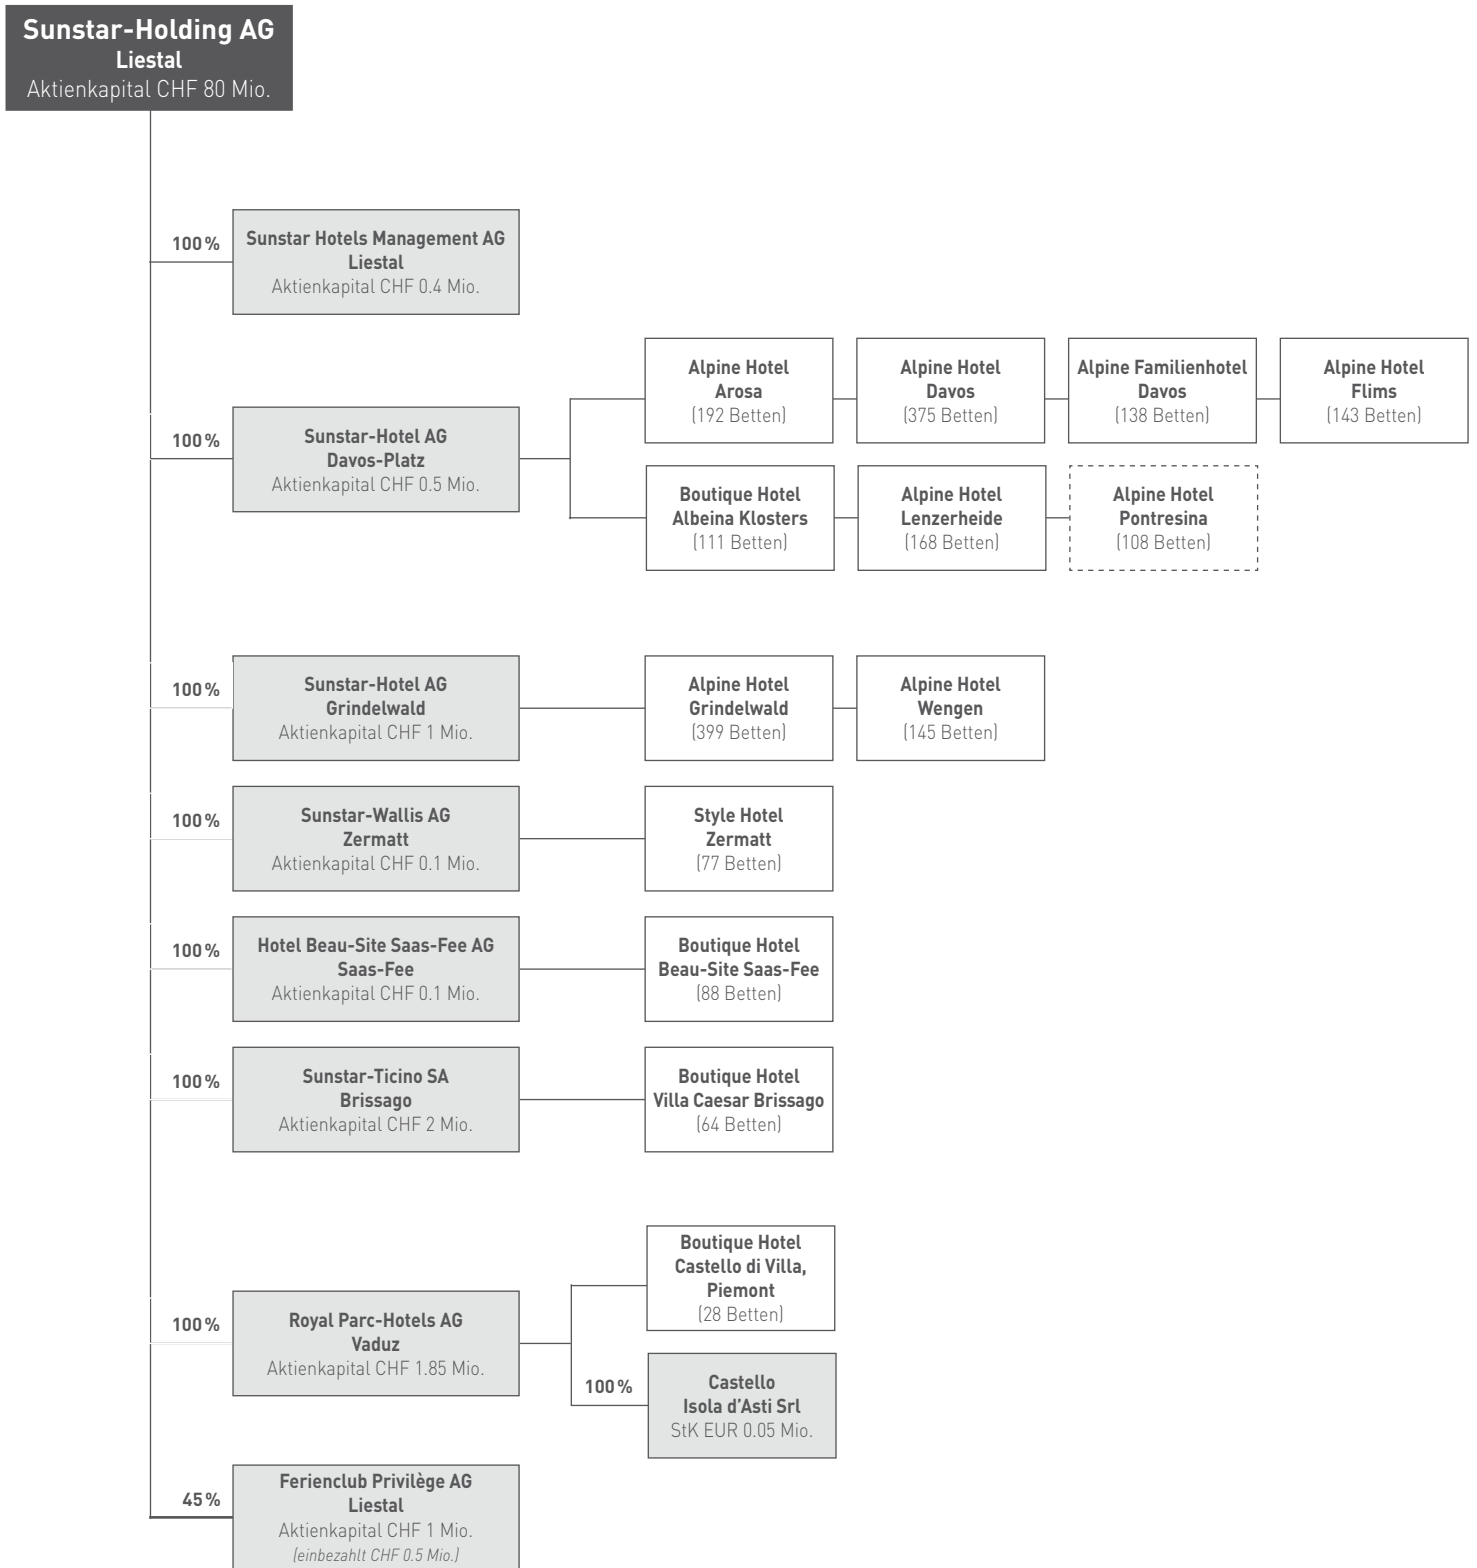 Sunstar-Holding AG
Liestal
Aktienkapital CHF 80 Mio.
100 %
Sunstar Hotels Management AG
Liestal
Aktienkapital CHF 0.4 Mio.
100 %
Sunstar-Hotel AG
Davos-Platz
Aktienkapital CHF 0.5 Mio.
Alpine Hotel
Arosa
(192 Betten)
Alpine Hotel
Davos
(375 Betten)
Alpine Familienhotel
Davos
(138 Betten)
Alpine Hotel
Flims
(143 Betten)
Boutique Hotel
Albeina Klosters
(111 Betten)
Alpine Hotel
Lenzerheide
(168 Betten)
Alpine Hotel
Pontresina
(108 Betten)
100 %
Sunstar-Hotel AG
Grindelwald
Aktienkapital CHF 1 Mio.
Alpine Hotel
Grindelwald
(399 Betten)
Alpine Hotel
Wengen
(145 Betten)
100 %
Sunstar-Wallis AG
Zermatt
Aktienkapital CHF 0.1 Mio.
Style Hotel
Zermatt
(77 Betten)
100 %
Hotel Beau-Site Saas-Fee AG
Saas-Fee
Aktienkapital CHF 0.1 Mio.
Boutique Hotel
Beau-Site Saas-Fee
(88 Betten)
100 %
Sunstar-Ticino SA
Brissago
Aktienkapital CHF 2 Mio.
Boutique Hotel
Villa Caesar Brissago
(64 Betten)
100 %
Royal Parc-Hotels AG
Vaduz
Aktienkapital CHF 1.85 Mio.
Boutique Hotel
Castello di Villa,
Piemont
(28 Betten)
100 %
Castello
Isola d'Asti Srl
StK EUR 0.05 Mio.
45 %
Ferienclub Privilège AG
Liestal
Aktienkapital CHF 1 Mio.
(einbezahlt CHF 0.5 Mio.)